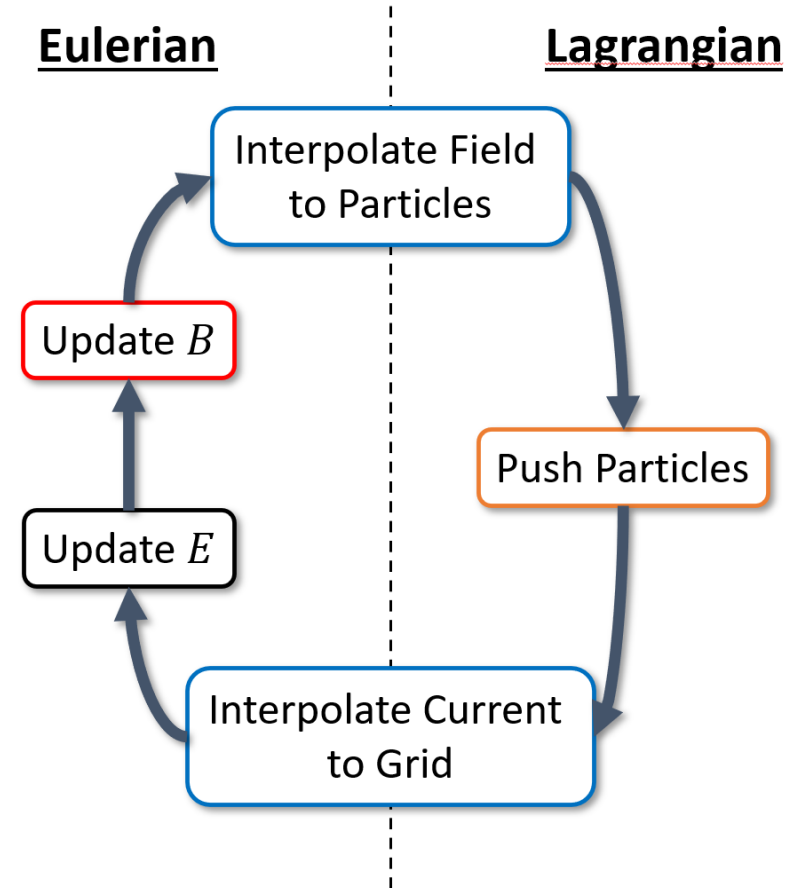 Eulerian
Lagrangian
Interpolate Field
to Particles
Update B
Push Particles
Update E
Interpolate Current
to Grid